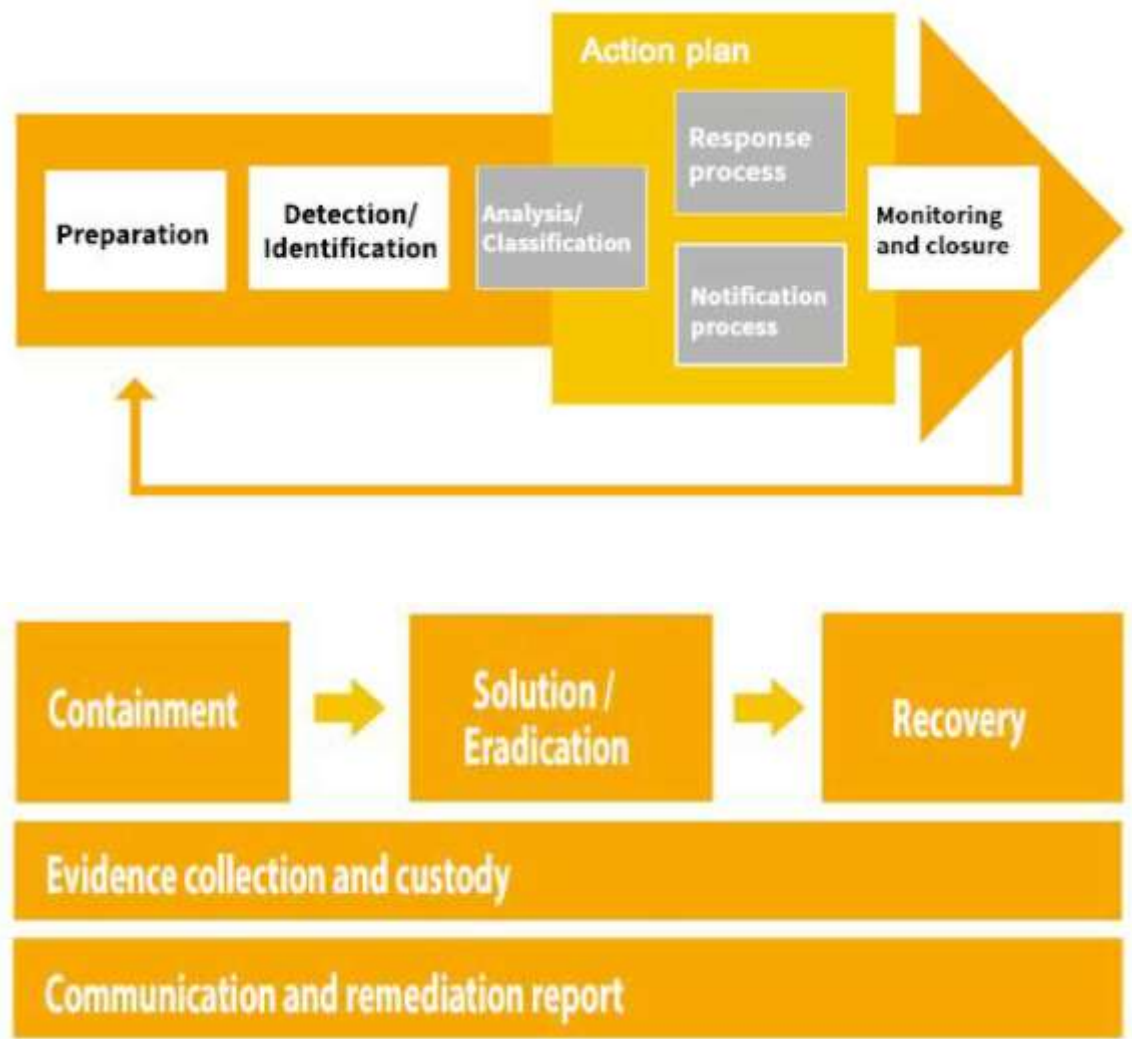 Action plan
Preparation
Detection/
Identification
Analysis/
Classification
Response
process
Notification
process
Monitoring
and closure
Containment
Solution /
Eradication
Recovery
Evidence collection and custody
Communication and remediation report